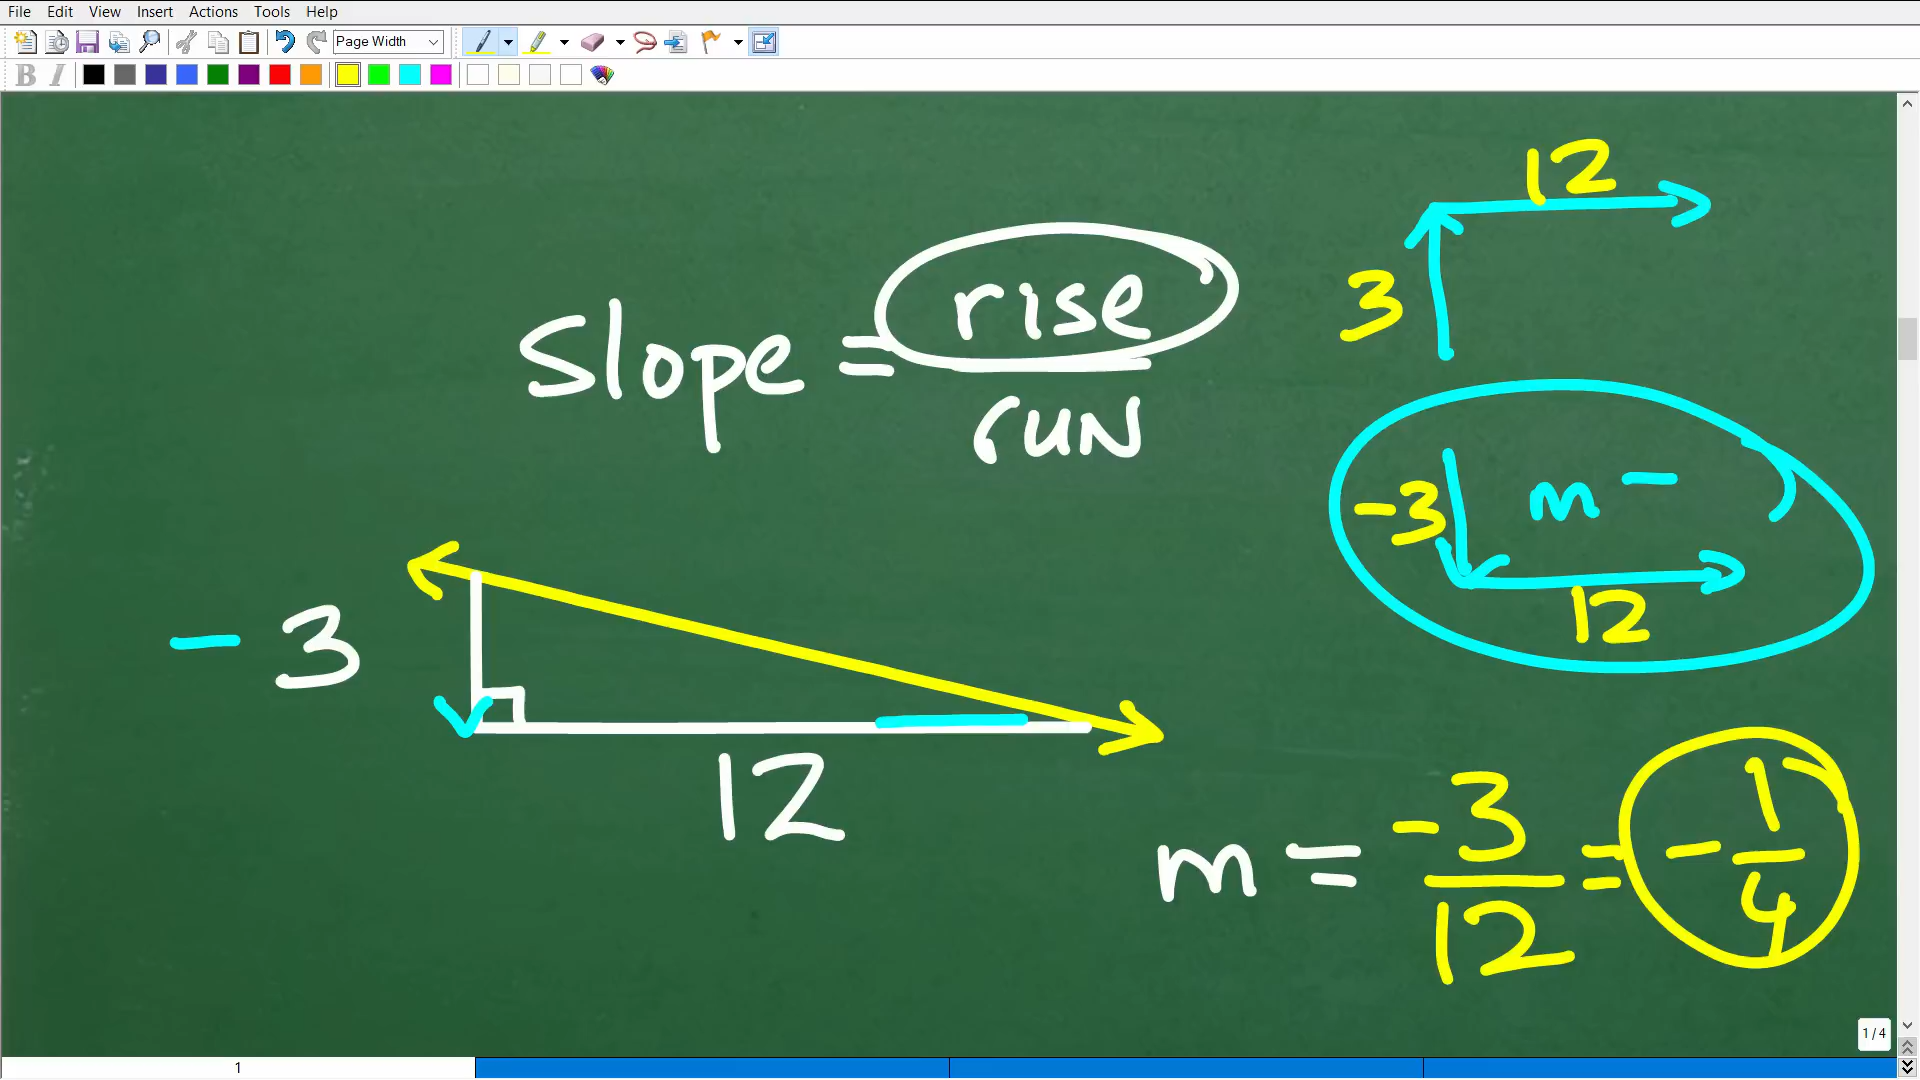 File Edit View Insert Actions Tools Help
Page Width
B I
12
3
Slope = rise
run
-3 m -
12
- 3
12
m = -3/12 = -1/4
1 / 4
1